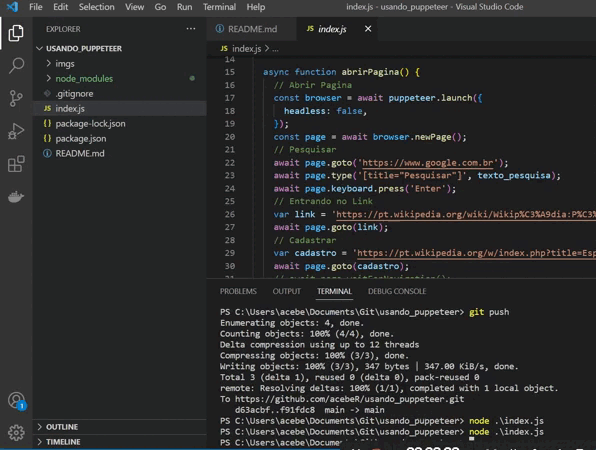 File Edit Selection View Go Run Terminal Help index.js - usando_puppeteer - Visual Studio Code
EXPLORER ...
README.md JS index.js
USANDO_PUPPETEER
JS index.js > ...
imgs
node_modules
.gitignore
JS index.js
{} package-lock.json
{} package.json
README.md
14
15 async function abrirPagina() {
16 // Abrir Pagina
17 const browser = await puppeteer.launch({
18 headless: false,
19 });
20 const page = await browser.newPage();
21 // Pesquisar
22 await page.goto('https://www.google.com.br');
23 await page.type('[title="Pesquisar"]', texto_pesquisa);
24 await page.keyboard.press('Enter');
25 // Entrando no Link
26 var link = 'https://pt.wikipedia.org/wiki/Wikip%C3%A9dia:P%C3%
27 await page.goto(link);
28 // Cadastrar
29 var cadastro = 'https://pt.wikipedia.org/w/index.php?title=Esp
30 await page.goto(cadastro);
PROBLEMS OUTPUT TERMINAL DEBUG CONSOLE
PS C:\Users\acebe\Documents\Git\usando_puppeteer> git push
Enumerating objects: 4, done.
Counting objects: 100% (4/4), done.
Delta compression using up to 12 threads
Compressing objects: 100% (3/3), done.
Writing objects: 100% (3/3), 347 bytes | 347.00 KiB/s, done.
Total 3 (delta 1), reused 0 (delta 0), pack-reused 0
remote: Resolving deltas: 100% (1/1), completed with 1 local object.
To https://github.com/acebeR/usando_puppeteer.git
d63acbf..f91fdc8 main -> main
PS C:\Users\acebe\Documents\Git\usando_puppeteer> node .\index.js
PS C:\Users\acebe\Documents\Git\usando_puppeteer> node .\index.js
PS C:\Users\acebe\Docume
1
OUTLINE
TIMELINE